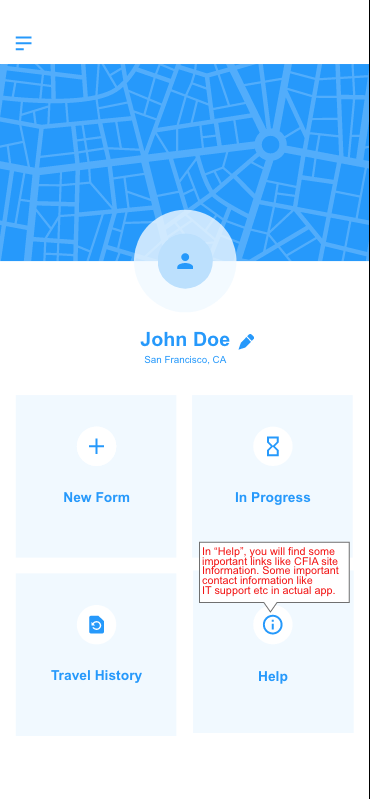 John Doe
San Francisco, CA
New Form
In Progress
In “Help”, you will find some
important links like CFIA site
Information. Some important
contact information like
IT support etc in actual app.
Travel History
Help